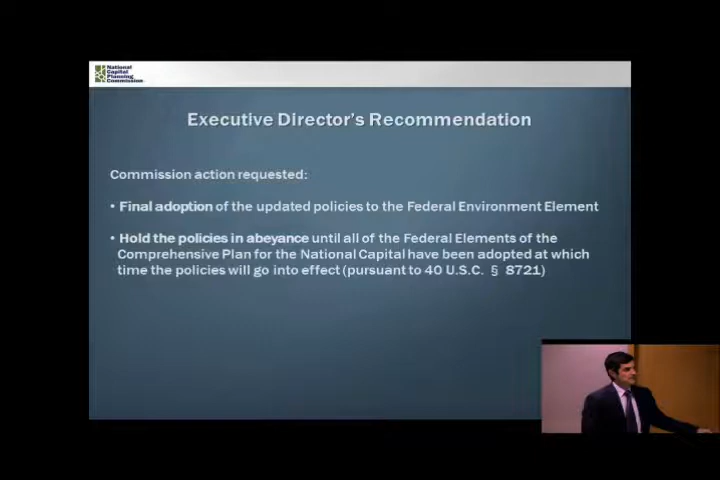 National
Capital
Planning
Commission
Executive Director's Recommendation
Commission action requested:
• Final adoption of the updated policies to the Federal Environment Element
• Hold the policies in abeyance until all of the Federal Elements of the
Comprehensive Plan for the National Capital have been adopted at which
time the policies will go into effect (pursuant to 40 U.S.C. § 8721)